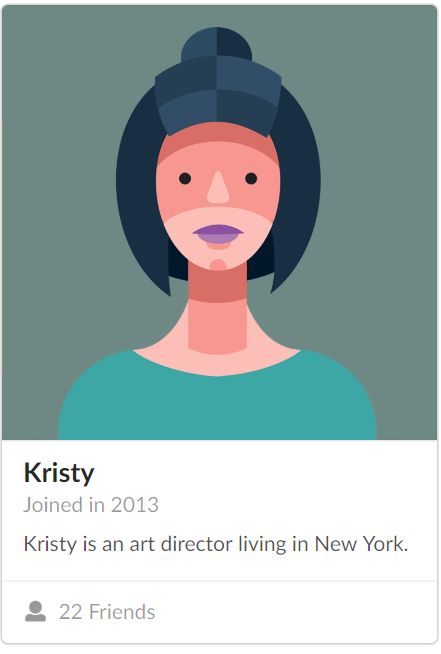 Kristy
Joined in 2013
Kristy is an art director living in New York.
22 Friends